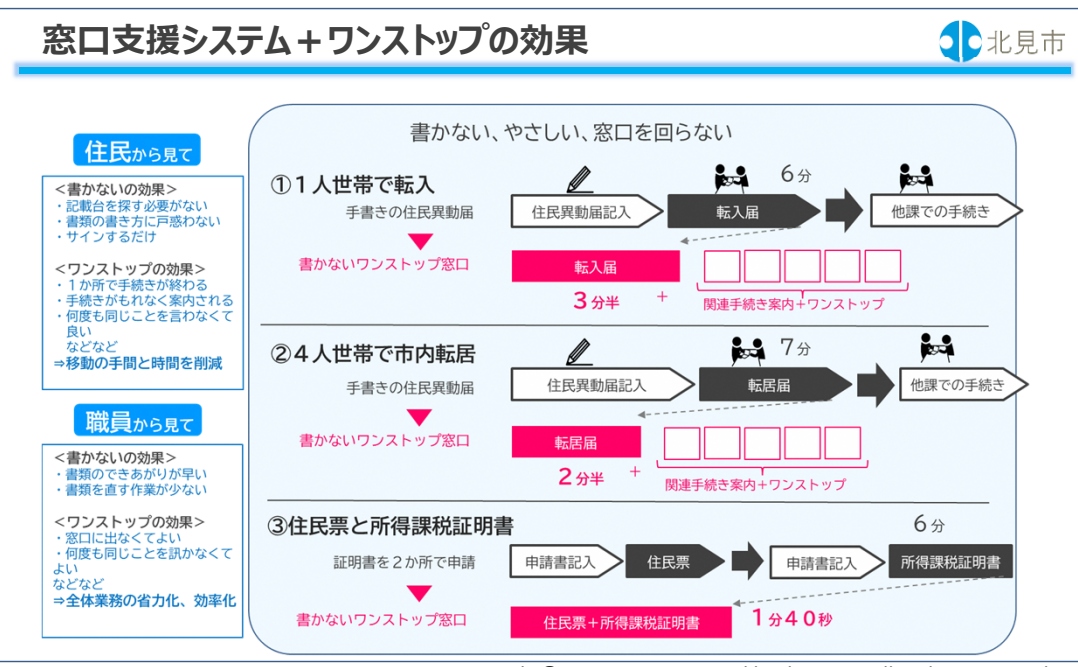 窓口支援システム＋ワンストップの効果
北見市
書かない、やさしい、窓口を回らない
住民から見て
＜書かないの効果＞
・記載台を探す必要がない
・書類の書き方に戸惑わない
・サインするだけ
＜ワンストップの効果＞
・１か所で手続きが終わる
・手続きがもれなく案内される
・何度も同じことを言わなくて
良い
などなど
⇒移動の手間と時間を削減
職員から見て
＜書かないの効果＞
・書類のできあがりが早い
・書類を直す作業が少ない
＜ワンストップの効果＞
・窓口に出なくてよい
・何度も同じことを訊かなくて
よい
などなど
⇒全体業務の省力化、効率化
①１人世帯で転入
6分
手書きの住民異動届
住民異動届記入
転入届
他課での手続き
書かないワンストップ窓口
転入届
3分半
+
関連手続き案内＋ワンストップ
②４人世帯で市内転居
7分
手書きの住民異動届
住民異動届記入
転居届
他課での手続き
書かないワンストップ窓口
転居届
2分半
+
関連手続き案内＋ワンストップ
③住民票と所得課税証明書
6分
証明書を２か所で申請
申請書記入
住民票
申請書記入
所得課税証明書
書かないワンストップ窓口
住民票＋所得課税証明書
1分40秒